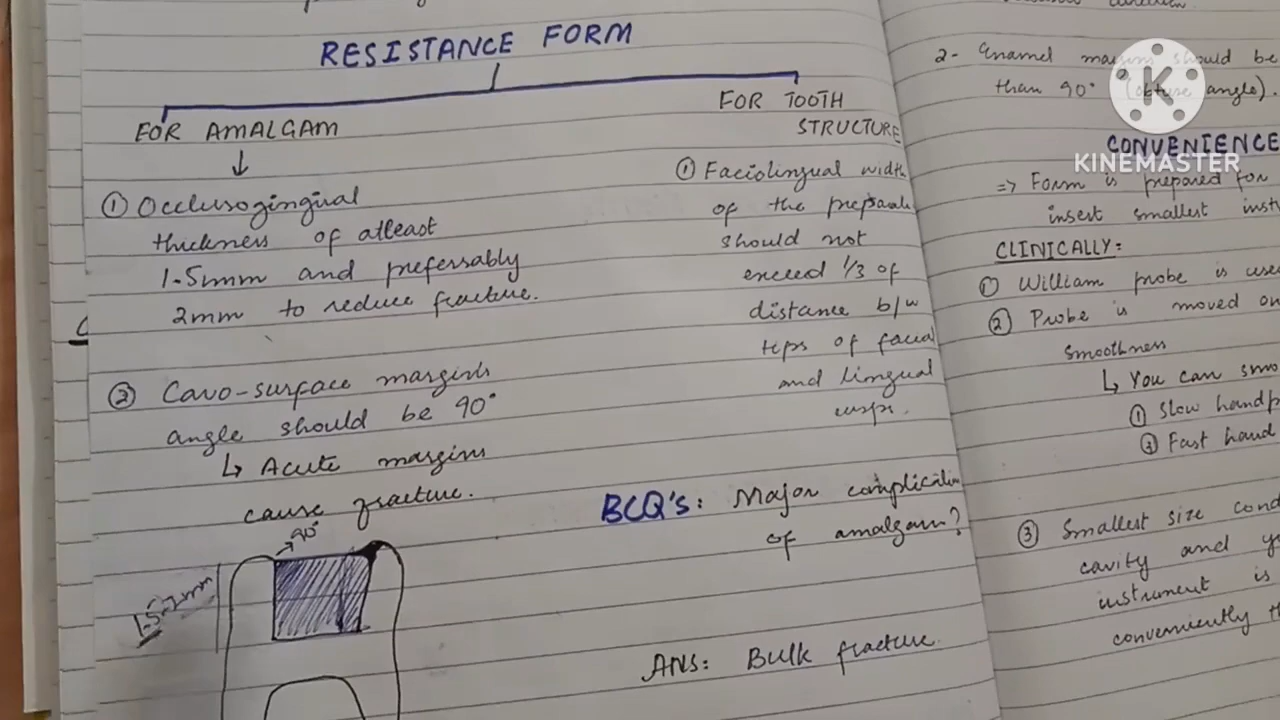 RESISTANCE FORM
FOR AMALGAM
① Occlusogingival
thickness of atleast
1.5mm and preferrably
2mm to reduce fracture.
② Cavo-surface margins
angle should be 90°
↳ Acute margins
cause fracture.
90°
1.5-2mm
FOR TOOTH
STRUCTURE
① Faciolingual width
of the
should not
exceed 1/3 of
distance b/w
tips of facial
and lingual
cusps.
BCQ's: Major complication
of amalgam?
ANS: Bulk fracture.
2- Enamel margins should be
than 90° (obtuse angle).
CONVENIENCE
K
KINEMASTER
⇒ Form is prepared for
insert smallest
CLINICALLY:
① William probe is
② Probe is moved on
smoothness
↳ You can
① Slow
③ Fast hand
③ Smallest size
cavity and
instrument is
conveniently